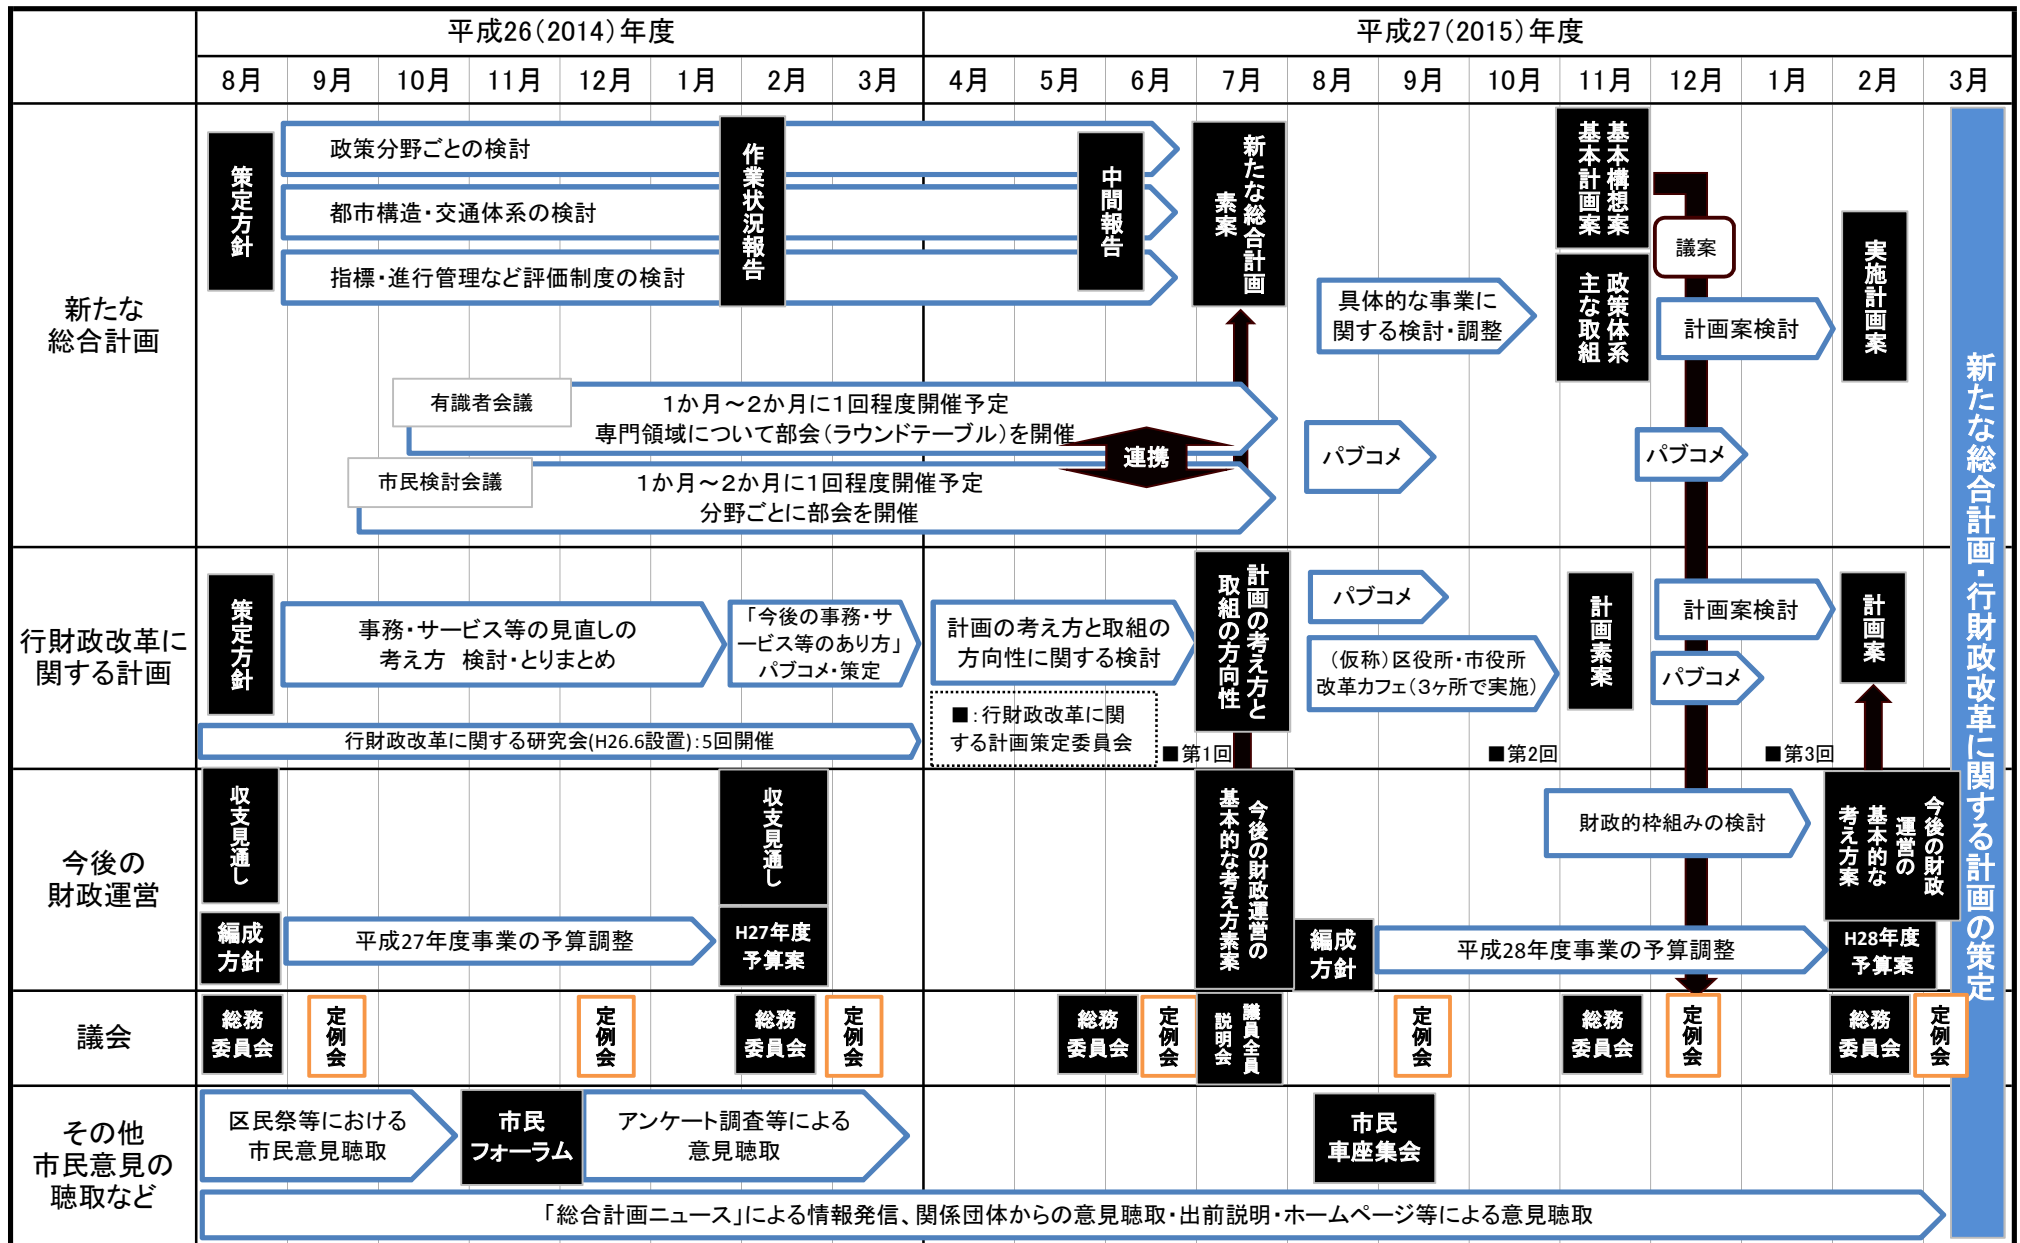 平成26(2014)年度
平成27(2015)年度
8月
9月
10月
11月
12月
1月
2月
3月
4月
5月
6月
7月
8月
9月
10月
11月
12月
1月
2月
3月
新たな
総合計画
策定方針
政策分野ごとの検討
都市構造・交通体系の検討
指標・進行管理など評価制度の検討
作業状況報告
中間報告
新たな総合計画
素案
基本構想案
基本計画案
政策体系
主な取組
議案
具体的な事業に
関する検討・調整
計画案検討
実施計画案
有識者会議
1か月～2か月に1回程度開催予定
専門領域について部会(ラウンドテーブル)を開催
連携
市民検討会議
1か月～2か月に1回程度開催予定
分野ごとに部会を開催
パブコメ
パブコメ
行財政改革に
関する計画
策定方針
事務・サービス等の見直しの
考え方 検討・とりまとめ
「今後の事務・サ
ービス等のあり方」
パブコメ・策定
計画の考え方と取組の
方向性に関する検討
計画の考え方と
取組の方向性
パブコメ
(仮称)区役所・市役所
改革カフェ(3ヶ所で実施)
計画素案
計画案検討
パブコメ
計画案
行財政改革に関する研究会(H26.6設置):5回開催
■:行財政改革に関
する計画策定委員会
■第1回
■第2回
■第3回
今後の
財政運営
収支見通し
収支見通し
今後の財政運営の
基本的な考え方素案
財政的枠組みの検討
今後の財政
運営の
基本的な
考え方案
編成
方針
平成27年度事業の予算調整
H27年度
予算案
編成
方針
平成28年度事業の予算調整
H28年度
予算案
議会
総務
委員会
定例会
定例会
総務
委員会
定例会
総務
委員会
定例会
議員全員
説明会
定例会
総務
委員会
定例会
総務
委員会
定例会
その他
市民意見の
聴取など
区民祭等における
市民意見聴取
市民
フォーラム
アンケート調査等による
意見聴取
市民
車座集会
「総合計画ニュース」による情報発信、関係団体からの意見聴取・出前説明・ホームページ等による意見聴取
新たな総合計画・行財政改革に関する計画の策定